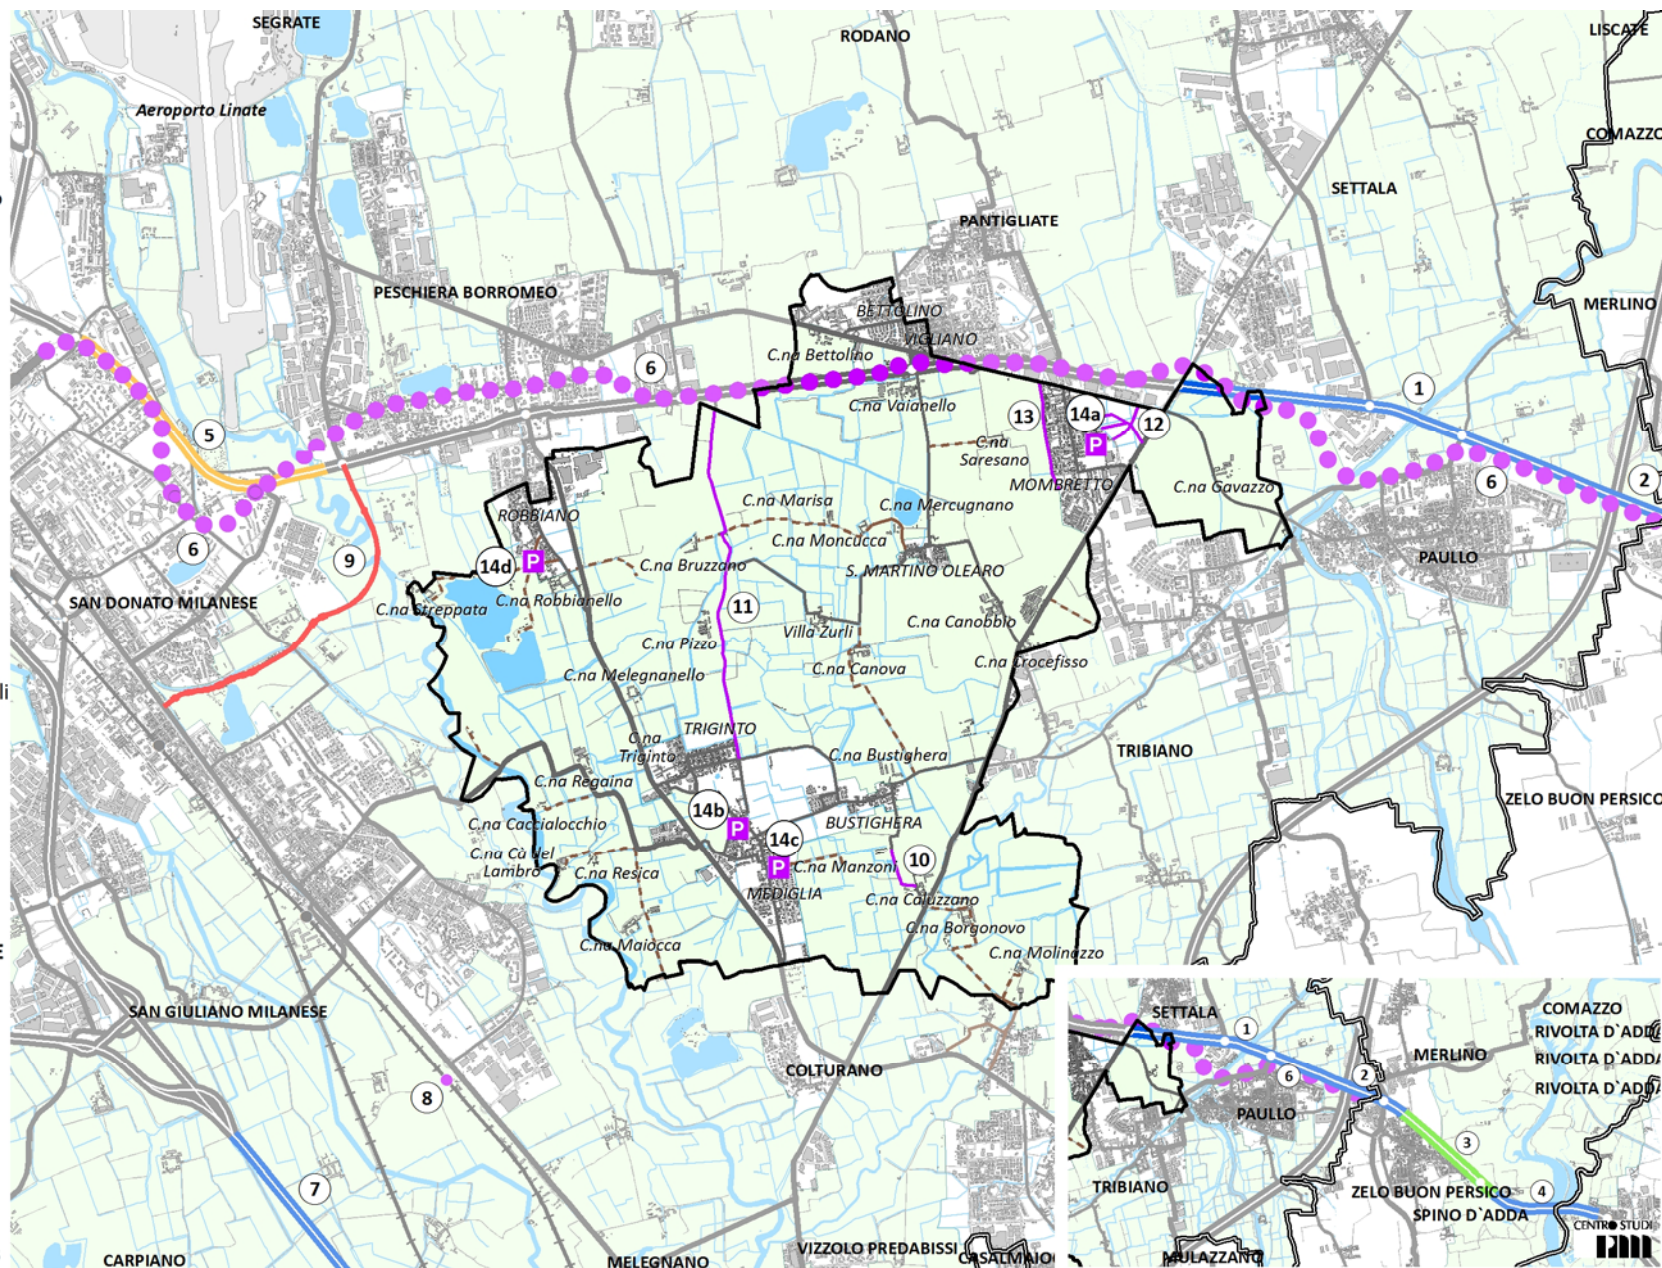 SEGRATE
RODANO
LISCATE
Aeroporto Linate
COMAZZO
SETTALA
PANTIGLIATE
PESCHIERA BORROMEO
MERLINO
BETTOLINO
VIGLIANO
C.na Bettolino
6
1
C.na Vaianello
13
14a
12
5
P
C.na
Saresano
MOMBRETTO
C.na Gavazzo
6
2
C.na Marisa
C.na Mercugnano
ROBBIANO
C.na Moncucca
6
9
14d
P
C.na Bruzzano
S. MARTINO OLEARO
PAULLO
SAN DONATO MILANESE
C.na Streppata
C.na Robbianello
11
Villa Zurli
C.na Canobbio
C.na Pizzo
C.na Canova
C.na Crocefisso
C.na Melegnanello
li
TRIGINTO
C.na
Triginto
C.na Bustighera
TRIBIANO
C.na Regaina
ZELO BUON PERSICO
14b
P
C.na Caccialocchio
BUSTIGHERA
14c
P
C.na Cà del
Lambro
C.na Resica
C.na Manzoni
10
MEDIGLIA
C.na Caluzzano
C.na Borgonovo
C.na Maiocca
C.na Molinazzo
E
SAN GIULIANO MILANESE
COLTURANO
8
7
CARPIANO
MELEGNANO
VIZZOLO PREDABISSI
CASALMAIO
SETTALA
COMAZZO
1
RIVOLTA D`ADDA
MERLINO
RIVOLTA D`ADDA
6
2
RIVOLTA D`ADDA
PAULLO
3
TRIBIANO
ZELO BUON PERSICO
4
SPINO D`ADDA
CENTRO STUDI
PIM
MULAZZANO